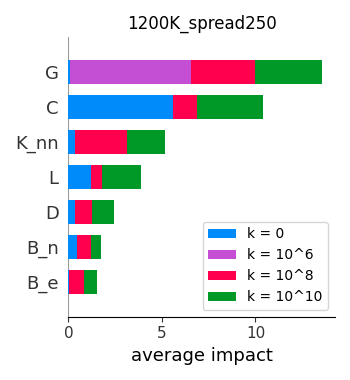 1200K_spread250
G
C
K_nn
L
D
B_n
B_e
k = 0
k = 10^6
k = 10^8
k = 10^10
0 5 10
average impact